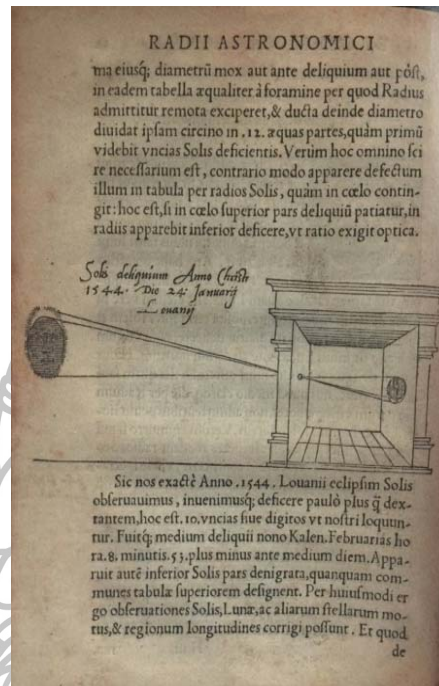 RADII ASTRONOMICI
ma eiusq; diametrũ mox aut ante deliquium aut pòſt,
in eadem tabella æqualiter à foramine per quod Radius
admittitur remota exciperet,& ducta deinde diametro
diuidat ipſam circino in .12. æquas partes,quàm primũ
videbit vncias Solis deficientis. Verùm hoc omnino ſci
re neceſſarium eſt, contrario modo apparere defectum
illum in tabula per radios Solis, quàm in cœlo contin-
git: hoc eſt,ſi in cœlo ſuperior pars deliquiũ patiatur,in
radiis apparebit inferior deficere,vt ratio exigit optica.
Solis deliquium Anno Christi
1544. Die 24 Januarij
Louanij
Sic nos exactè Anno .1544. Louanii eclipſim Solis
obſeruauimus, inuenimusq; deficere paulò plus q̃ dex-
tantem,hoc eſt.10.vncias ſiue digitos vt noſtri loquun-
tur. Fuitq; medium deliquii nono Kalen.Februarias ho
ra.8. minutis.53.plus minus ante medium diem.Appa-
ruit autẽ inferior Solis pars denigrata,quanquam com-
munes tabulæ ſuperiorem deſignent. Per huiuſmodi er
go obſeruationes Solis,Lunæ,ac aliarum ſtellarum mo-
tus,& regionum longitudines corrigi poſſunt. Et quod
de